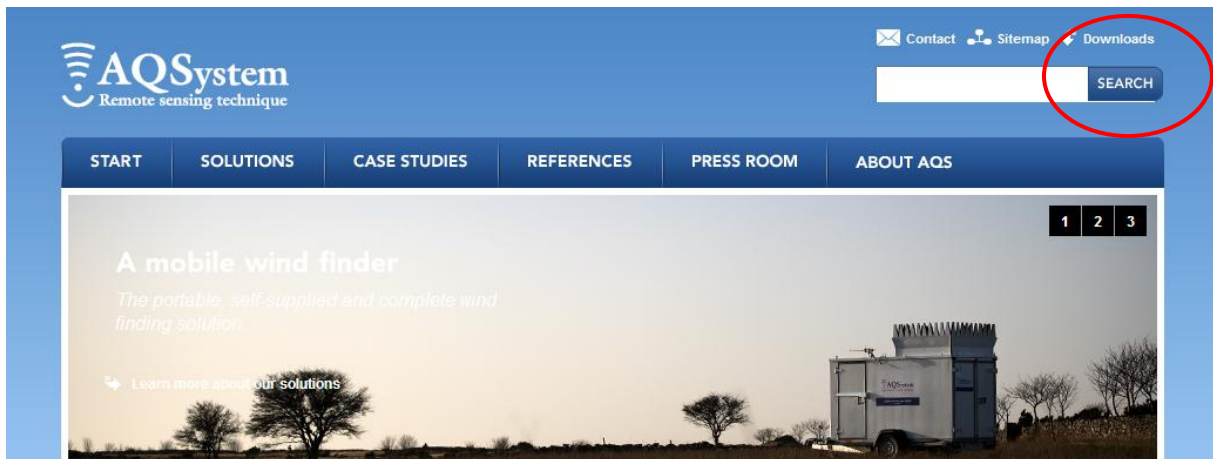 Contact Sitemap Downloads
AQSystem
Remote sensing technique
SEARCH
START SOLUTIONS CASE STUDIES REFERENCES PRESS ROOM ABOUT AQS
1 2 3
A mobile wind finder
The portable, self-supplied and complete wind
finding solution.
Learn more about our solutions
AQSystem